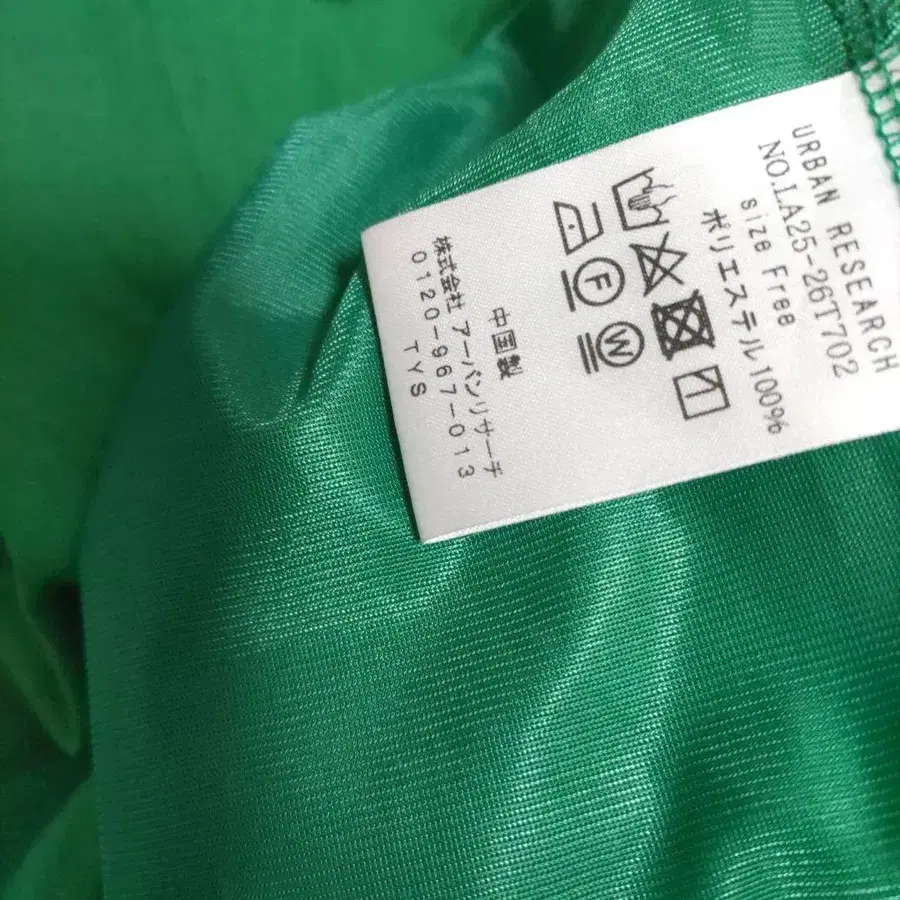 URBAN RESEARCH
NO.LA25-26T702
size Free
ポリエステル100%
F
W
中国製
株式会社 アーバンリサーチ
0120-967-013
TYS